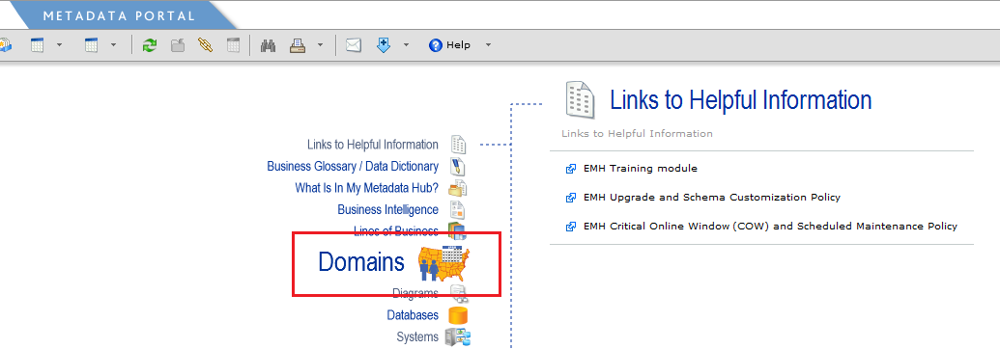 METADATA PORTAL
Help
Links to Helpful Information
Links to Helpful Information
EMH Training module
EMH Upgrade and Schema Customization Policy
EMH Critical Online Window (COW) and Scheduled Maintenance Policy
Links to Helpful Information
Business Glossary / Data Dictionary
What Is In My Metadata Hub?
Business Intelligence
Lines of Business
Domains
Diagrams
Databases
Systems